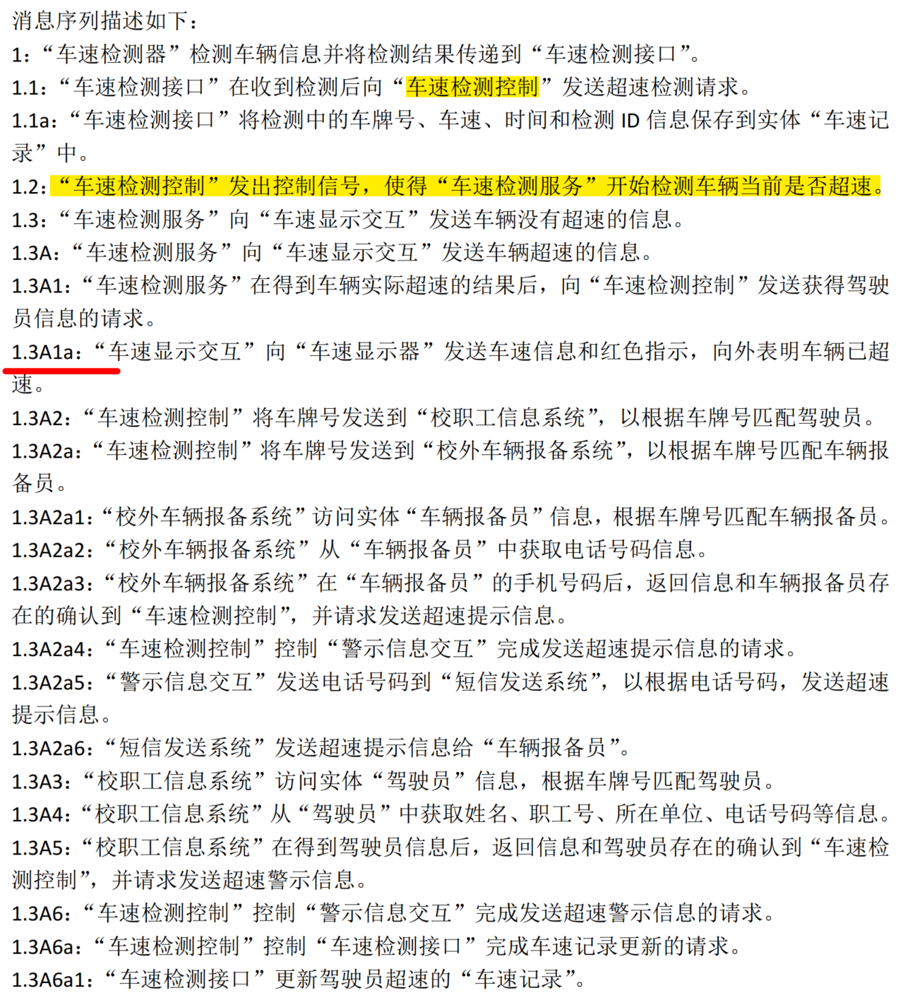 消息序列描述如下：
1：“车速检测器”检测车辆信息并将检测结果传递到“车速检测接口”。
1.1：“车速检测接口”在收到检测后向“车速检测控制”发送超速检测请求。
1.1a：“车速检测接口”将检测中的车牌号、车速、时间和检测 ID 信息保存到实体“车速记
录”中。
1.2：“车速检测控制”发出控制信号，使得“车速检测服务”开始检测车辆当前是否超速。
1.3：“车速检测服务”向“车速显示交互”发送车辆没有超速的信息。
1.3A：“车速检测服务”向“车速显示交互”发送车辆超速的信息。
1.3A1：“车速检测服务”在得到车辆实际超速的结果后，向“车速检测控制”发送获得驾驶
员信息的请求。
1.3A1a：“车速显示交互”向“车速显示器”发送车速信息和红色指示，向外表明车辆已超
速。
1.3A2：“车速检测控制”将车牌号发送到“校职工信息系统”，以根据车牌号匹配驾驶员。
1.3A2a：“车速检测控制”将车牌号发送到“校外车辆报备系统”，以根据车牌号匹配车辆报
备员。
1.3A2a1：“校外车辆报备系统”访问实体“车辆报备员”信息，根据车牌号匹配车辆报备员。
1.3A2a2：“校外车辆报备系统”从“车辆报备员”中获取电话号码信息。
1.3A2a3：“校外车辆报备系统”在“车辆报备员”的手机号码后，返回信息和车辆报备员存
在的确认到“车速检测控制”，并请求发送超速提示信息。
1.3A2a4：“车速检测控制”控制“警示信息交互”完成发送超速提示信息的请求。
1.3A2a5：“警示信息交互”发送电话号码到“短信发送系统”，以根据电话号码，发送超速
提示信息。
1.3A2a6：“短信发送系统”发送超速提示信息给“车辆报备员”。
1.3A3：“校职工信息系统”访问实体“驾驶员”信息，根据车牌号匹配驾驶员。
1.3A4：“校职工信息系统”从“驾驶员”中获取姓名、职工号、所在单位、电话号码等信息。
1.3A5：“校职工信息系统”在得到驾驶员信息后，返回信息和驾驶员存在的确认到“车速检
测控制”，并请求发送超速警示信息。
1.3A6：“车速检测控制”控制“警示信息交互”完成发送超速警示信息的请求。
1.3A6a：“车速检测控制”控制“车速检测接口”完成车速记录更新的请求。
1.3A6a1：“车速检测接口”更新驾驶员超速的“车速记录”。